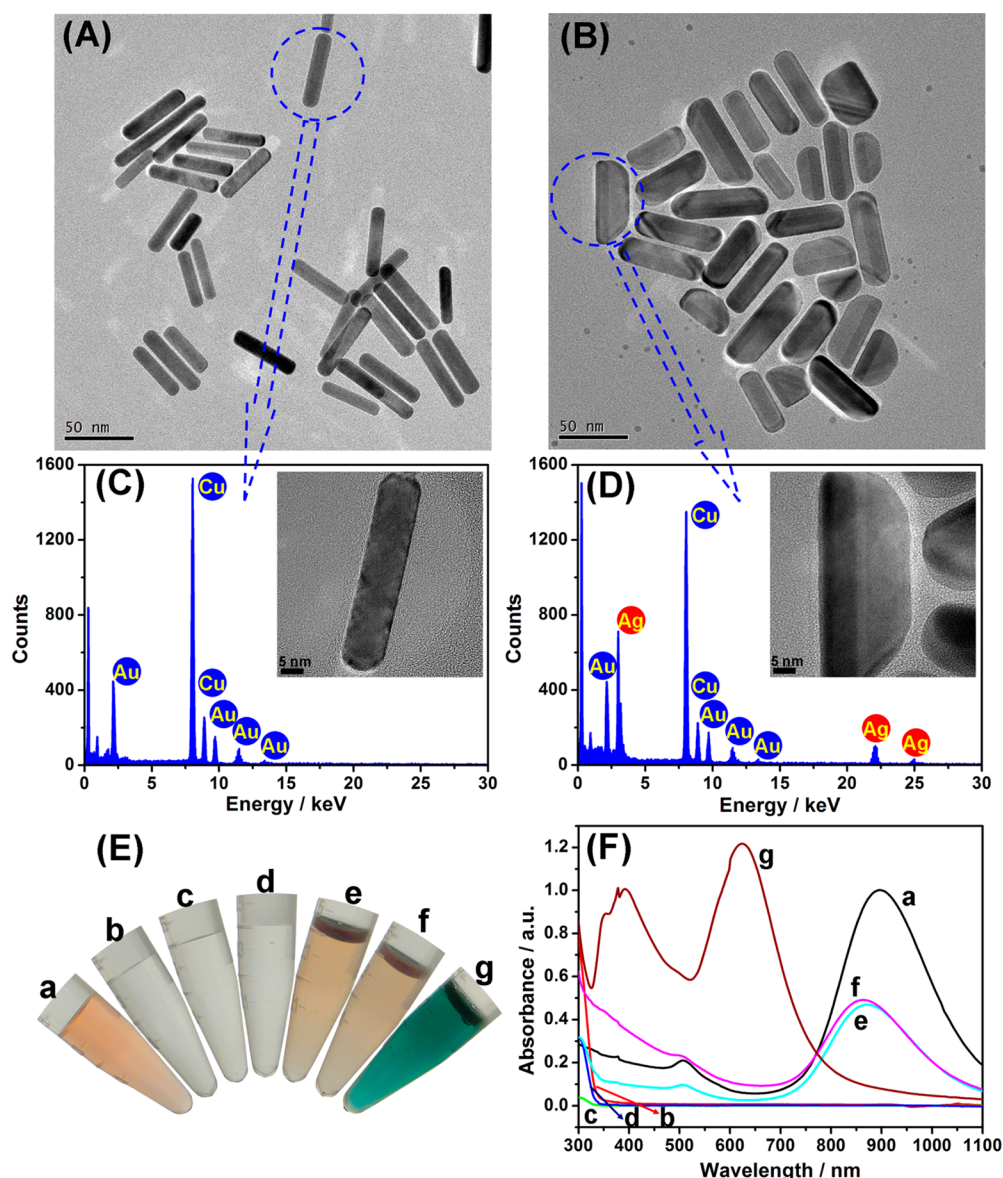 (A)
50 nm
(B)
50 nm
(C)
1600
1200
800
400
0
Counts
0 5 10 15 20 25 30
Energy / keV
Au
Cu
Cu
Au
Au
Au
5 nm
(D)
1600
1200
800
400
0
Counts
0 5 10 15 20 25 30
Energy / keV
Au
Ag
Cu
Cu
Au
Au
Au
Ag
Ag
5 nm
(E)
a
b
c
d
e
f
g
(F)
1.2
1.0
0.8
0.6
0.4
0.2
0.0
Absorbance / a.u.
g
a
f
e
c
d
b
300 400 500 600 700 800 900 1000 1100
Wavelength / nm